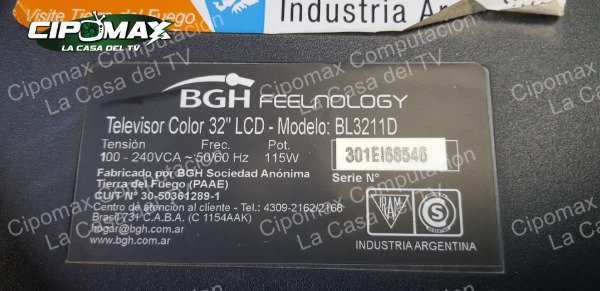 Visite Tierra del Fuego
Industria Arg
CIPOMAX
LA CASA DEL TV
Cipomax Computacion
La Casa del TV
BGH FEELNOLOGY
Televisor Color 32" LCD - Modelo: BL3211D
Tensión Frec. Pot.
100 - 240VCA ~ 50/60 Hz 115W
301EI68546
Serie N°
Fabricado por BGH Sociedad Anónima
Tierra del Fuego (PAAE)
CUIT N° 30-50361289-1
Centro de atención al cliente - Tel.: 4309-2162/2168
Brasil 731 C.A.B.A. (C 1154AAK)
hogar@bgh.com.ar
www.bgh.com.ar
IRAM
S
INDUSTRIA ARGENTINA